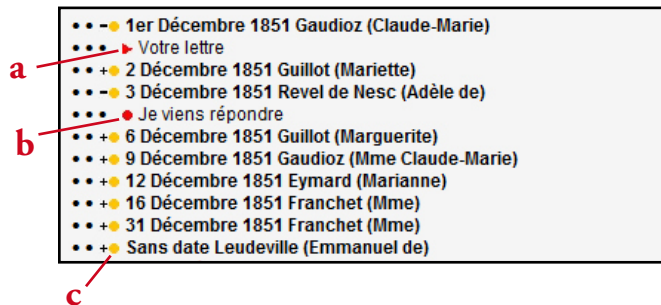 1er Décembre 1851 Gaudioz (Claude-Marie)
a
Votre lettre
2 Décembre 1851 Guillot (Mariette)
3 Décembre 1851 Revel de Nesc (Adèle de)
b
Je viens répondre
6 Décembre 1851 Guillot (Marguerite)
9 Décembre 1851 Gaudioz (Mme Claude-Marie)
12 Décembre 1851 Eymard (Marianne)
16 Décembre 1851 Franchet (Mme)
31 Décembre 1851 Franchet (Mme)
Sans date Leudeville (Emmanuel de)
c